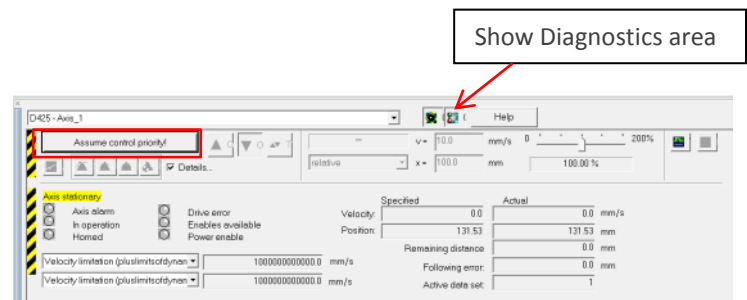 Show Diagnostics area
D425 - Axis_1
Help
Assume control priority!
v= 10.0 mm/s 0 200%
Details...
relative x= 100.0 mm 100.00 %
Axis stationary
Specified Actual
Axis alarm Drive error Velocity: 0.0 0.0 mm/s
In operation Enables available Position: 131.53 131.53 mm
Homed Power enable
Remaining distance 0.0 mm
Velocity limitation (pluslimitsofdynan 1000000000000.0 mm/s
Following error: 0.0 mm
Velocity limitation (pluslimitsofdynan 1000000000000.0 mm/s
Active data set: 1